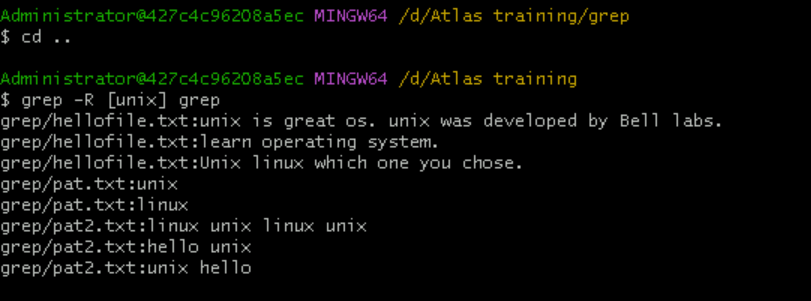 Administrator@427c4c96208a5ec MINGW64 /d/Atlas training/grep
$ cd ..
Administrator@427c4c96208a5ec MINGW64 /d/Atlas training
$ grep -R [unix] grep
grep/hellofile.txt:unix is great os. unix was developed by Bell labs.
grep/hellofile.txt:learn operating system.
grep/hellofile.txt:Unix linux which one you chose.
grep/pat.txt:unix
grep/pat.txt:linux
grep/pat2.txt:linux unix linux unix
grep/pat2.txt:hello unix
grep/pat2.txt:unix hello